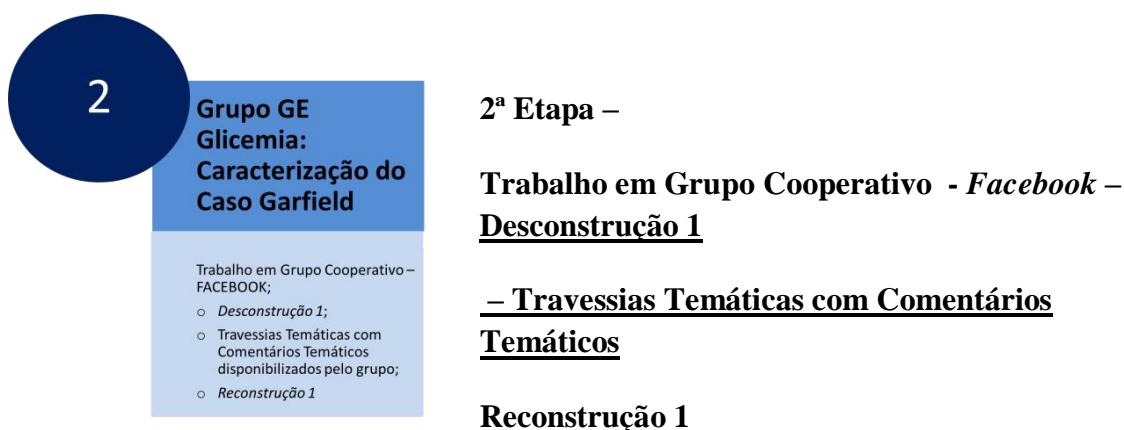 2
Grupo GE
Glicemia:
Caracterização do
Caso Garfield
Trabalho em Grupo Cooperativo –
FACEBOOK;
o Desconstrução 1;
o Travessias Temáticas com
Comentários Temáticos
disponibilizados pelo grupo;
o Reconstrução 1
2ª Etapa –
Trabalho em Grupo Cooperativo - Facebook –
Desconstrução 1
– Travessias Temáticas com Comentários
Temáticos
Reconstrução 1